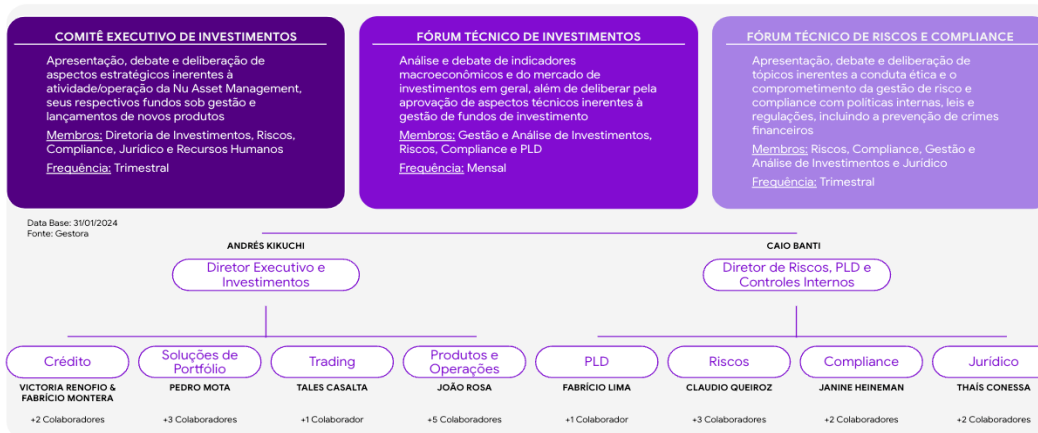 COMITÊ EXECUTIVO DE INVESTIMENTOS
Apresentação, debate e deliberação de
aspectos estratégicos inerentes à
atividade/operação da Nu Asset Management,
seus respectivos fundos sob gestão e
lançamentos de novos produtos
Membros: Diretoria de Investimentos, Riscos,
Compliance, Jurídico e Recursos Humanos
Frequência: Trimestral
FÓRUM TÉCNICO DE INVESTIMENTOS
Análise e debate de indicadores
macroeconômicos e do mercado de
investimentos em geral, além de deliberar pela
aprovação de aspectos técnicos inerentes à
gestão de fundos de investimento
Membros: Gestão e Análise de Investimentos,
Riscos, Compliance e PLD
Frequência: Mensal
FÓRUM TÉCNICO DE RISCOS E COMPLIANCE
Apresentação, debate e deliberação de
tópicos inerentes a conduta ética e o
comprometimento da gestão de risco e
compliance com políticas internas, leis e
regulações, incluindo a prevenção de crimes
financeiros
Membros: Riscos, Compliance, Gestão e
Análise de Investimentos e Jurídico
Frequência: Trimestral
Data Base: 31/01/2024
Fonte: Gestora
ANDRÉS KIKUCHI
Diretor Executivo e
Investimentos
CAIO BANTI
Diretor de Riscos, PLD e
Controles Internos
Crédito
VICTORIA RENOFIO &
FABRÍCIO MONTERA
+2 Colaboradores
Soluções de
Portfólio
PEDRO MOTA
+3 Colaboradores
Trading
TALES CASALTA
+1 Colaborador
Produtos e
Operações
JOÃO ROSA
+5 Colaboradores
PLD
FABRÍCIO LIMA
+1 Colaborador
Riscos
CLAUDIO QUEIROZ
+3 Colaboradores
Compliance
JANINE HEINEMAN
+2 Colaboradores
Jurídico
THAÍS CONESSA
+2 Colaboradores